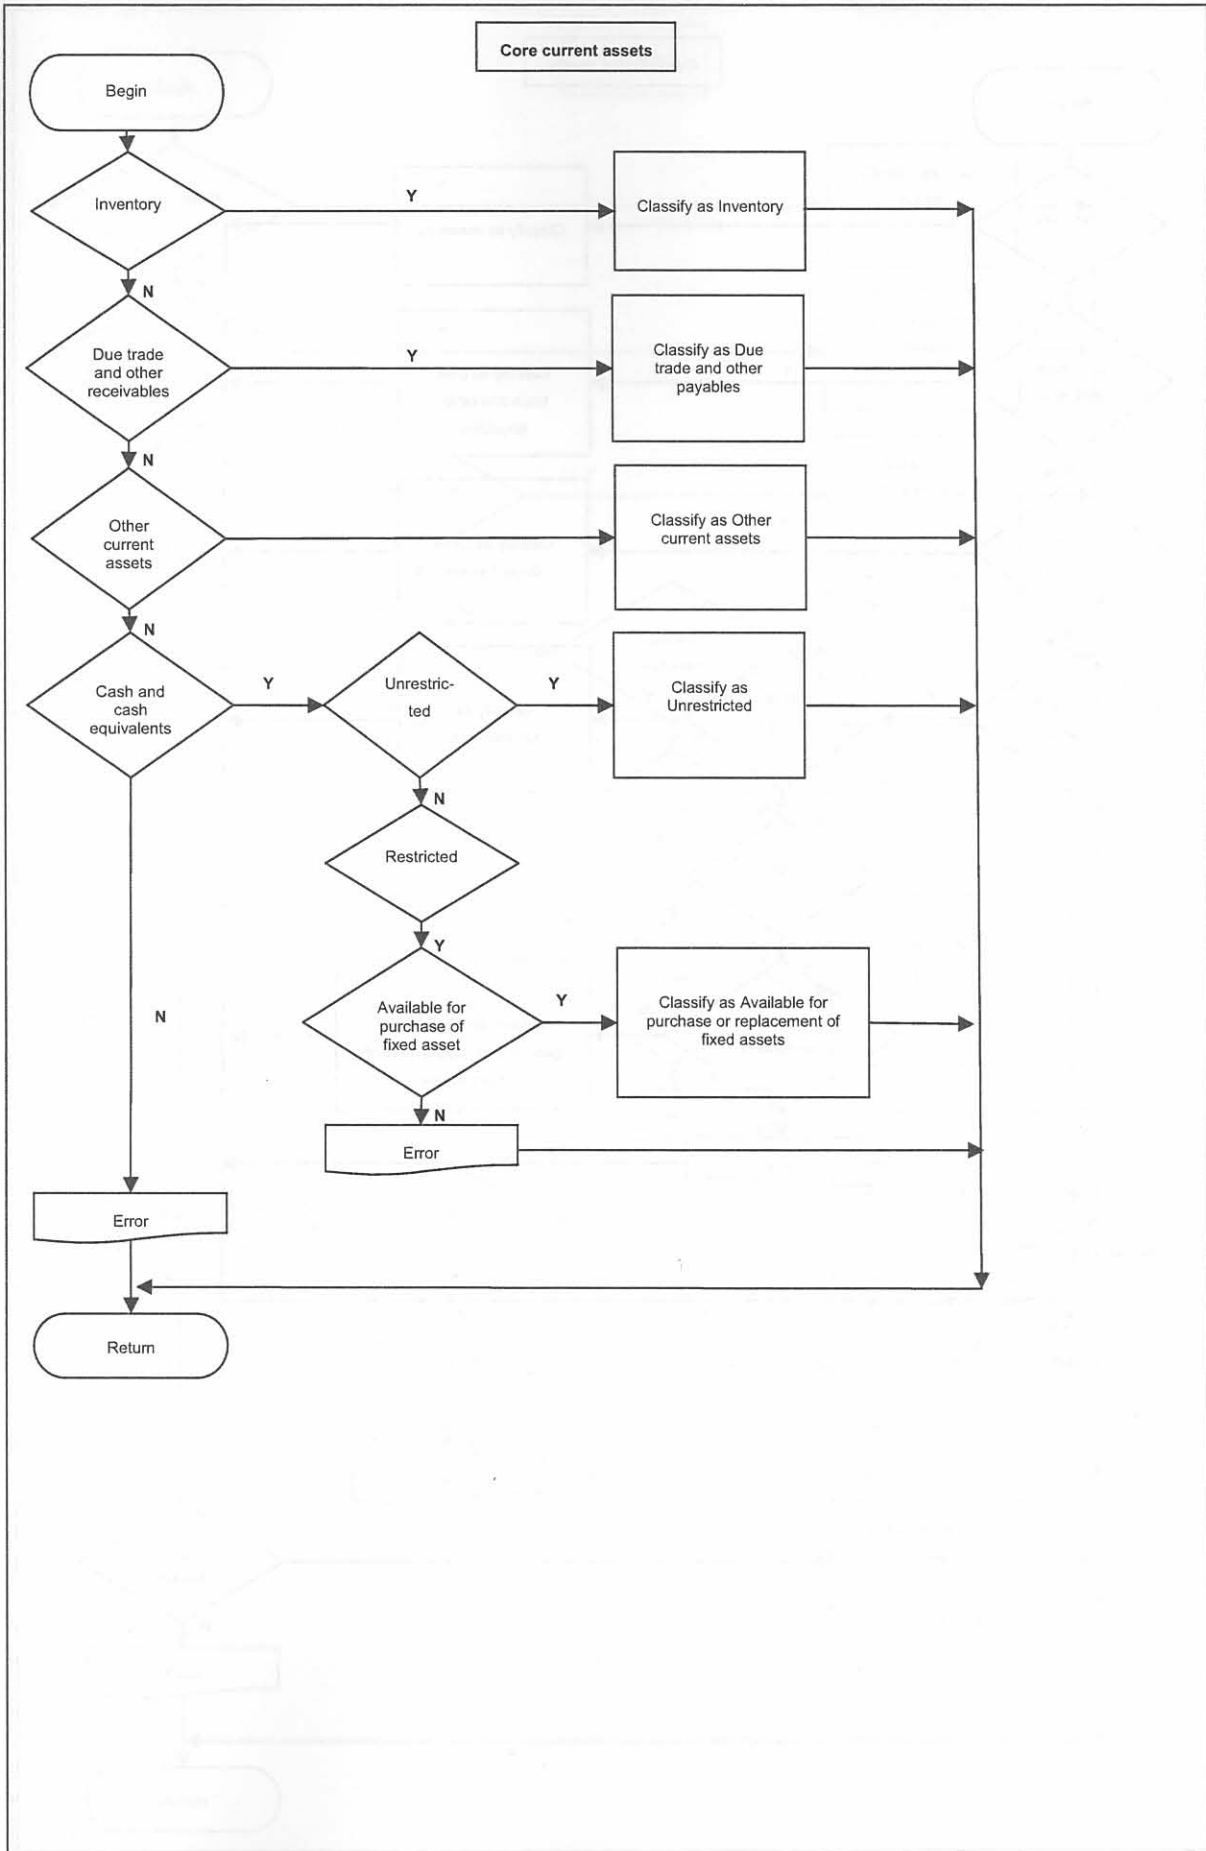 Core current assets
Begin
Inventory
Y
Classify as Inventory
N
Due trade
and other
receivables
Y
Classify as Due
trade and other
payables
N
Other
current
assets
Classify as Other
current assets
N
Cash and
cash
equivalents
Y
Unrestric-
ted
Y
Classify as
Unrestricted
N
Restricted
Y
Available for
purchase of
fixed asset
Y
Classify as Available for
purchase or replacement of
fixed assets
N
Error
N
Error
Return